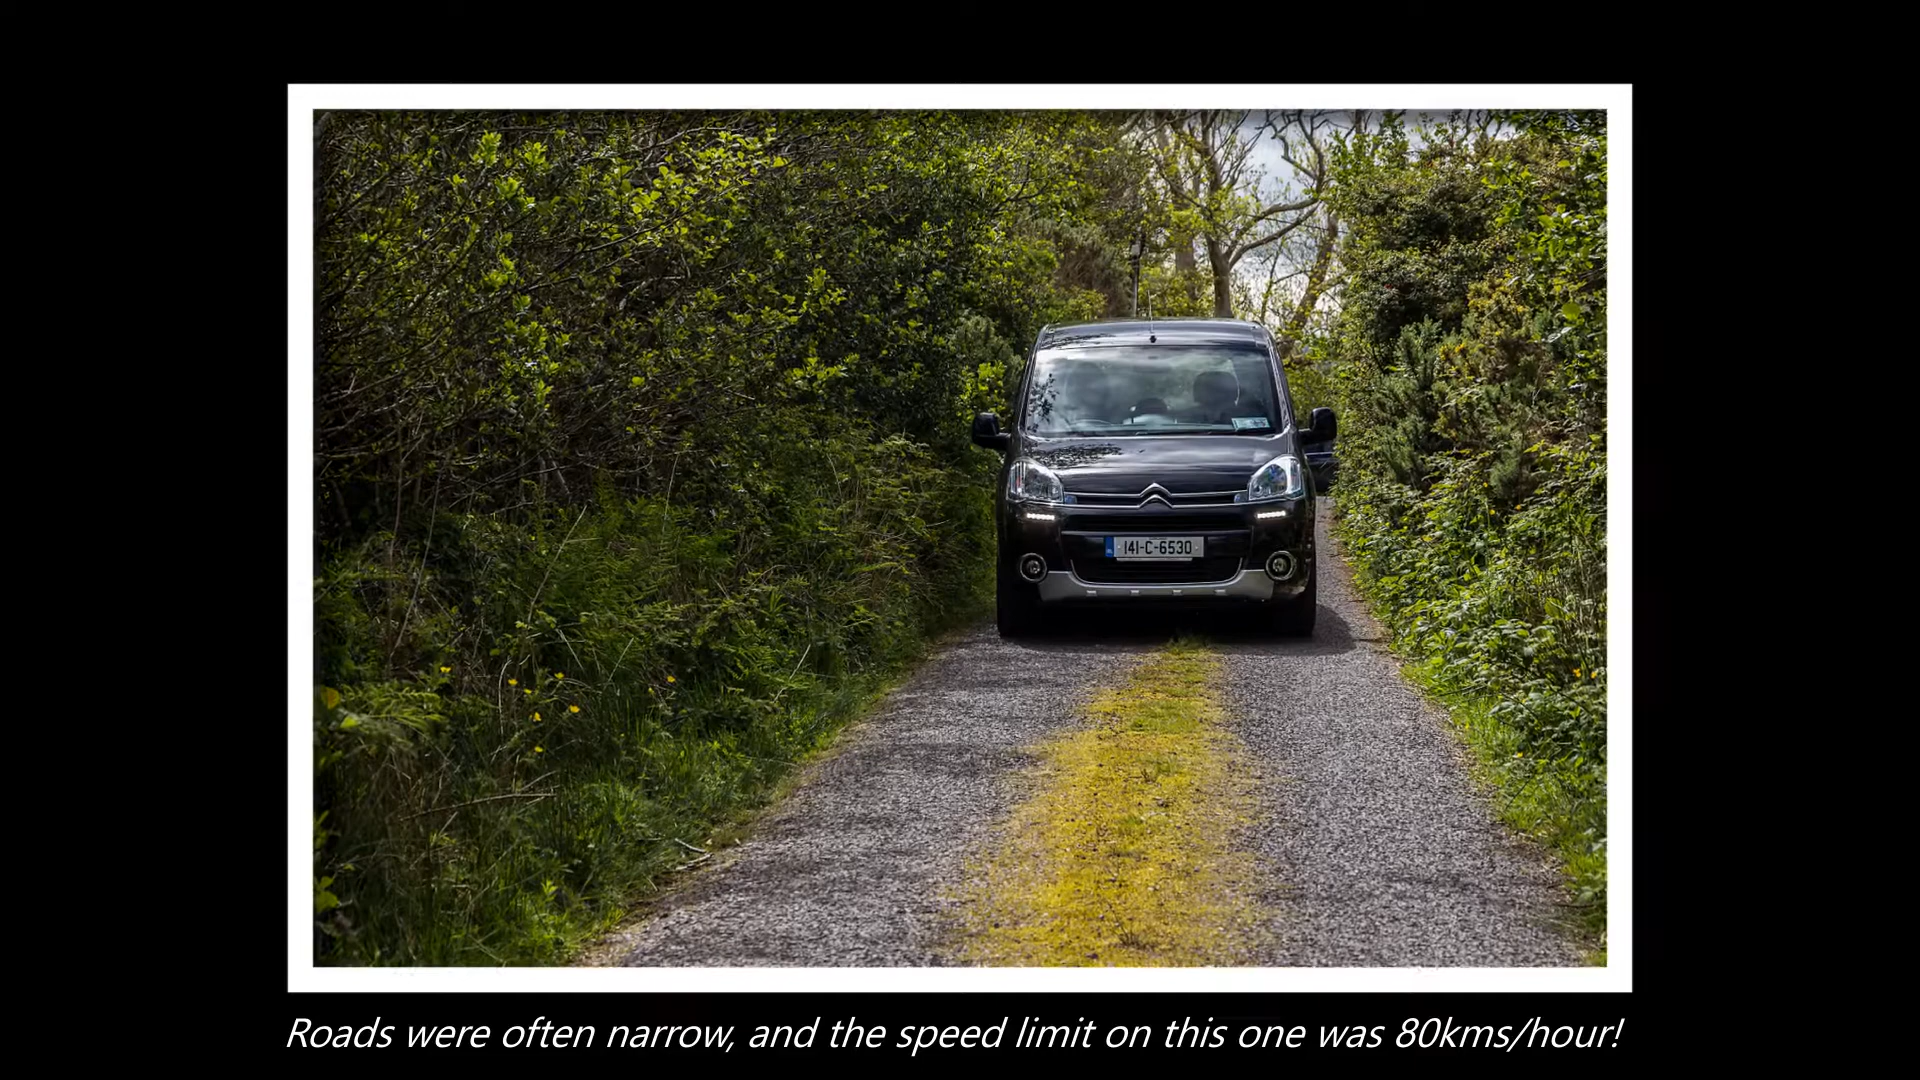 141-C-6530
Roads were often narrow, and the speed limit on this one was 80kms/hour!